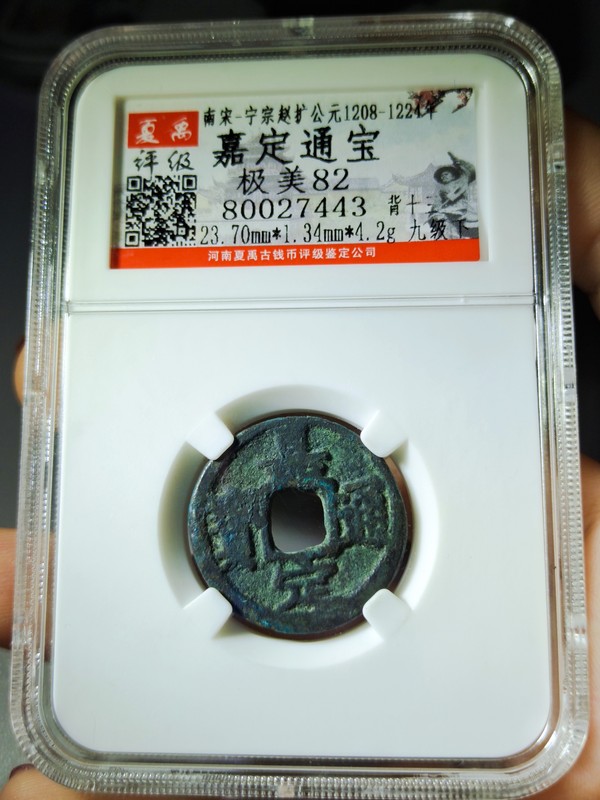 南宋-宁宗赵扩公元1208-1224年
夏禹
评级
嘉定通宝
极美82
80027443 背十
23.70mm*1.34mm*4.2g 九级下
河南夏禹古钱币评级鉴定公司
嘉定通